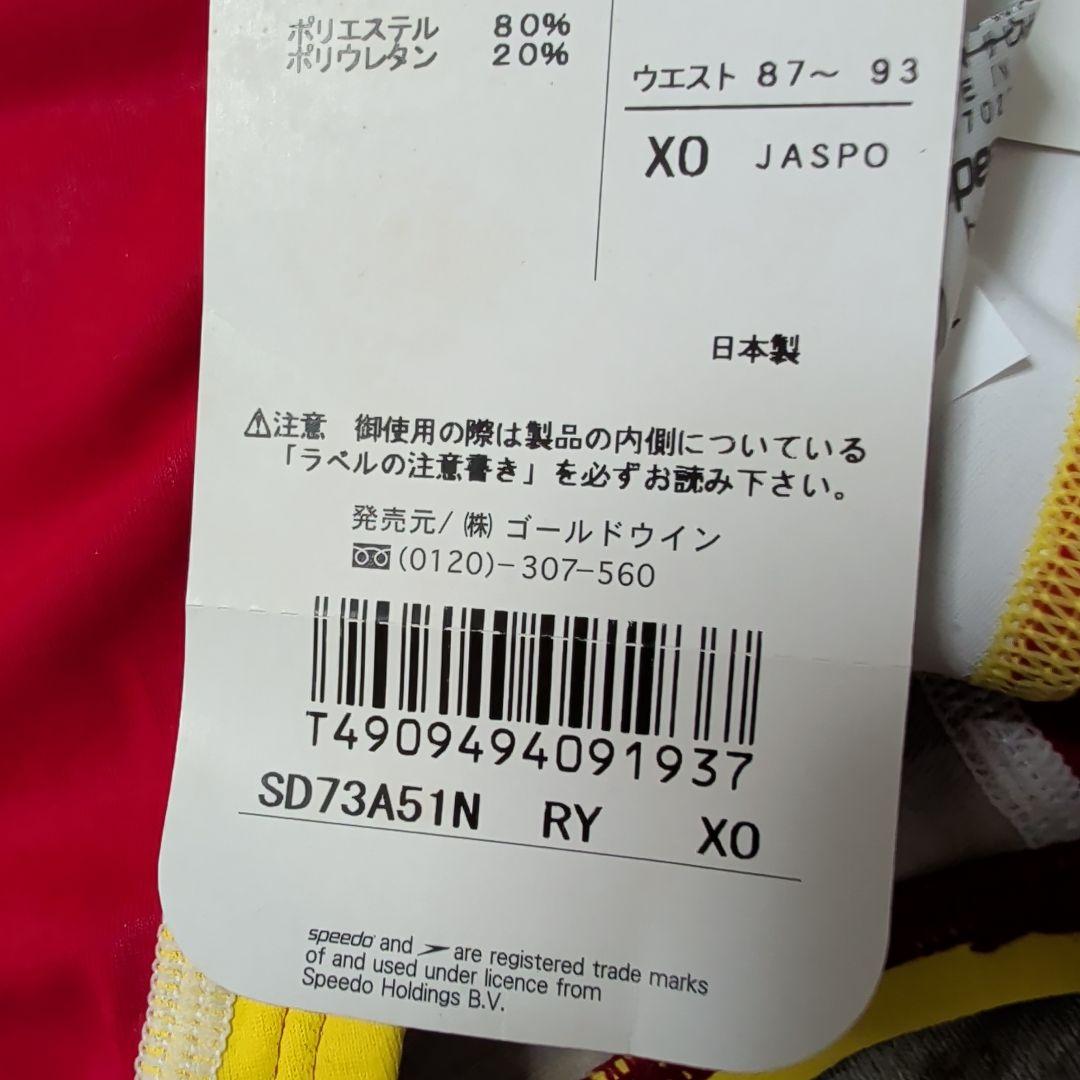 ポリエステル 80%
ポリウレタン 20%
ウエスト 87～ 93
XO JASPO
日本製
⚠注意 御使用の際は製品の内側についている
「ラベルの注意書き」を必ずお読み下さい。
発売元/㈱ ゴールドウイン
(0120)-307-560
T4909494091937
SD73A51N RY XO
speedo and are registered trade marks
of and used under licence from
Speedo Holdings B.V.